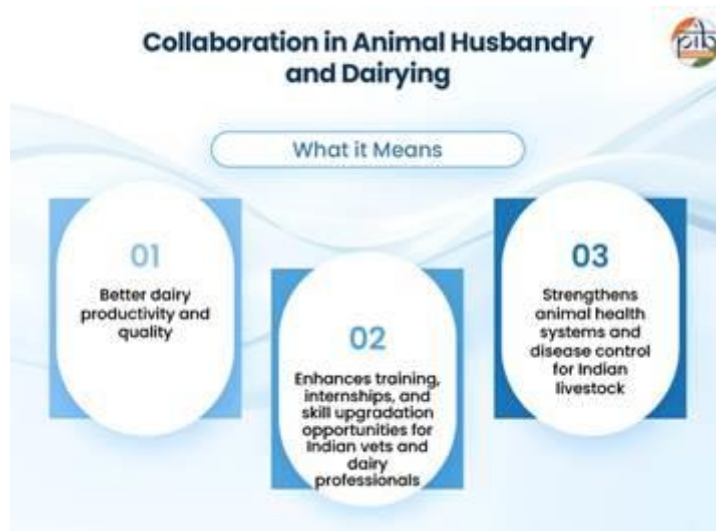 Collaboration in Animal Husbandry
and Dairying
pib
What it Means
01
Better dairy
productivity and
quality
02
Enhances training,
internships, and
skill upgradation
opportunities for
Indian vets and
dairy
professionals
03
Strengthens
animal health
systems and
disease control
for Indian
livestock